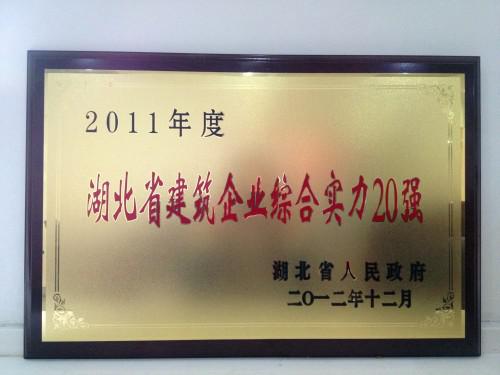 2011年度
湖北省建筑企业综合实力20强
湖北省人民政府
二〇一二年十二月